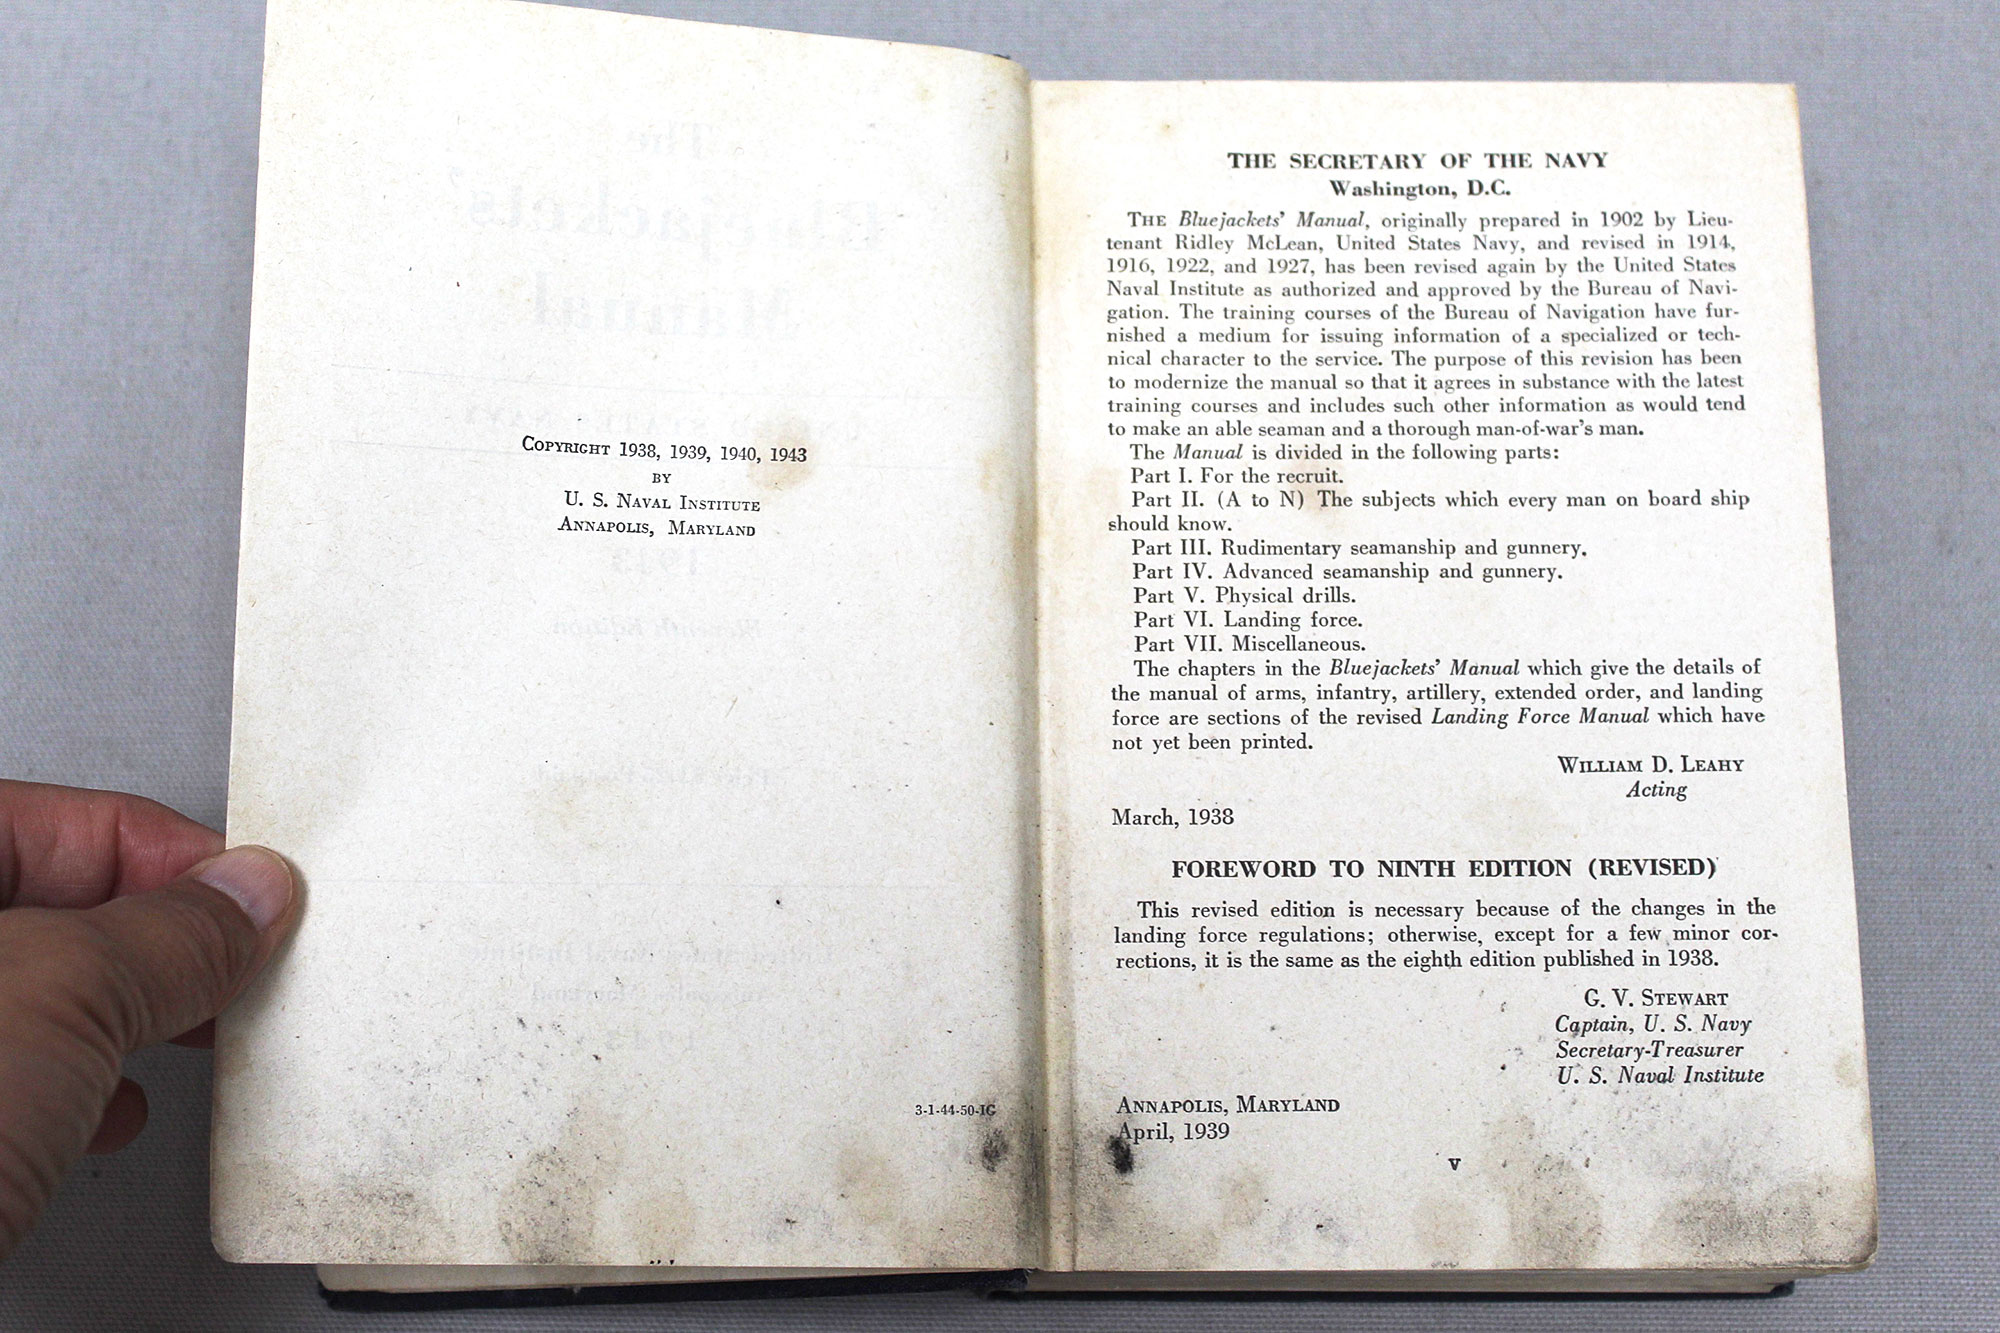 COPYRIGHT 1938, 1939, 1940, 1943
BY
U. S. NAVAL INSTITUTE
ANNAPOLIS, MARYLAND
3-1-44-50-IG
THE SECRETARY OF THE NAVY
Washington, D.C.
THE Bluejackets' Manual, originally prepared in 1902 by Lieu-
tenant Ridley McLean, United States Navy, and revised in 1914,
1916, 1922, and 1927, has been revised again by the United States
Naval Institute as authorized and approved by the Bureau of Navi-
gation. The training courses of the Bureau of Navigation have fur-
nished a medium for issuing information of a specialized or tech-
nical character to the service. The purpose of this revision has been
to modernize the manual so that it agrees in substance with the latest
training courses and includes such other information as would tend
to make an able seaman and a thorough man-of-war's man.
The Manual is divided in the following parts:
Part I. For the recruit.
Part II. (A to N) The subjects which every man on board ship
should know.
Part III. Rudimentary seamanship and gunnery.
Part IV. Advanced seamanship and gunnery.
Part V. Physical drills.
Part VI. Landing force.
Part VII. Miscellaneous.
The chapters in the Bluejackets' Manual which give the details of
the manual of arms, infantry, artillery, extended order, and landing
force are sections of the revised Landing Force Manual which have
not yet been printed.
WILLIAM D. LEAHY
Acting
March, 1938
FOREWORD TO NINTH EDITION (REVISED)
This revised edition is necessary because of the changes in the
landing force regulations; otherwise, except for a few minor cor-
rections, it is the same as the eighth edition published in 1938.
G. V. STEWART
Captain, U. S. Navy
Secretary-Treasurer
U. S. Naval Institute
ANNAPOLIS, MARYLAND
April, 1939
v